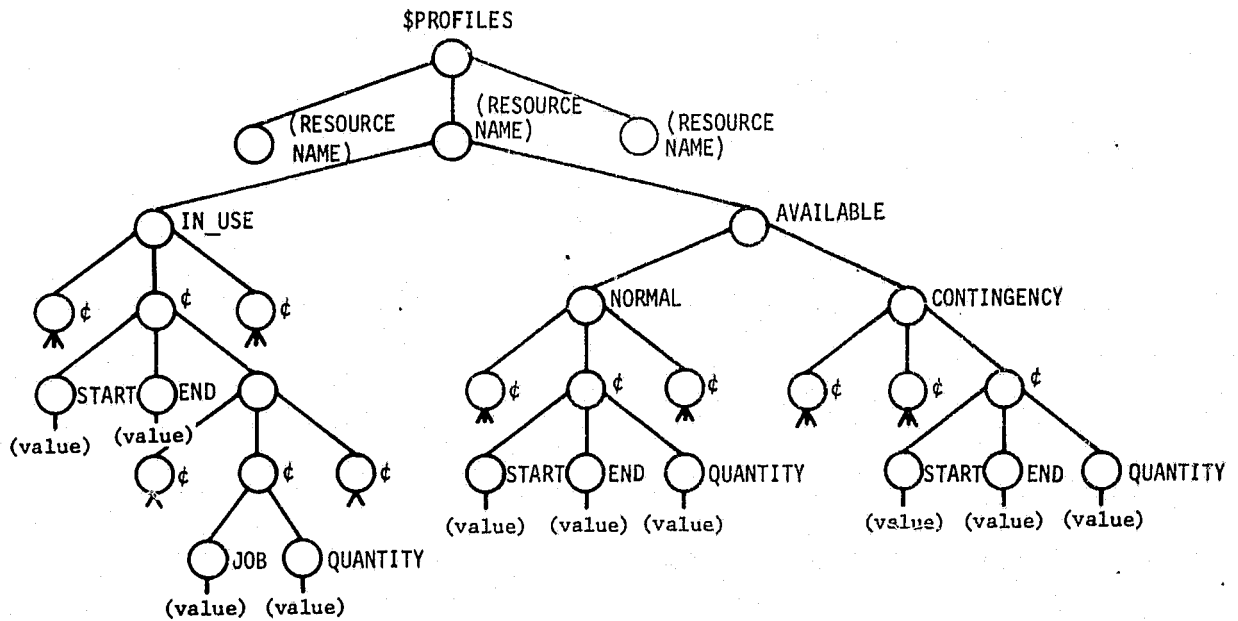 $PROFILES
(RESOURCE
NAME)
(RESOURCE
NAME)
(RESOURCE
NAME)
IN_USE
AVAILABLE
¢ ¢ ¢
NORMAL
CONTINGENCY
START END
¢ ¢ ¢
¢ ¢ ¢
(value) (value)
¢ ¢ ¢
START END QUANTITY
START END QUANTITY
(value) (value) (value)
(value) (value) (value)
JOB QUANTITY
(value) (value)